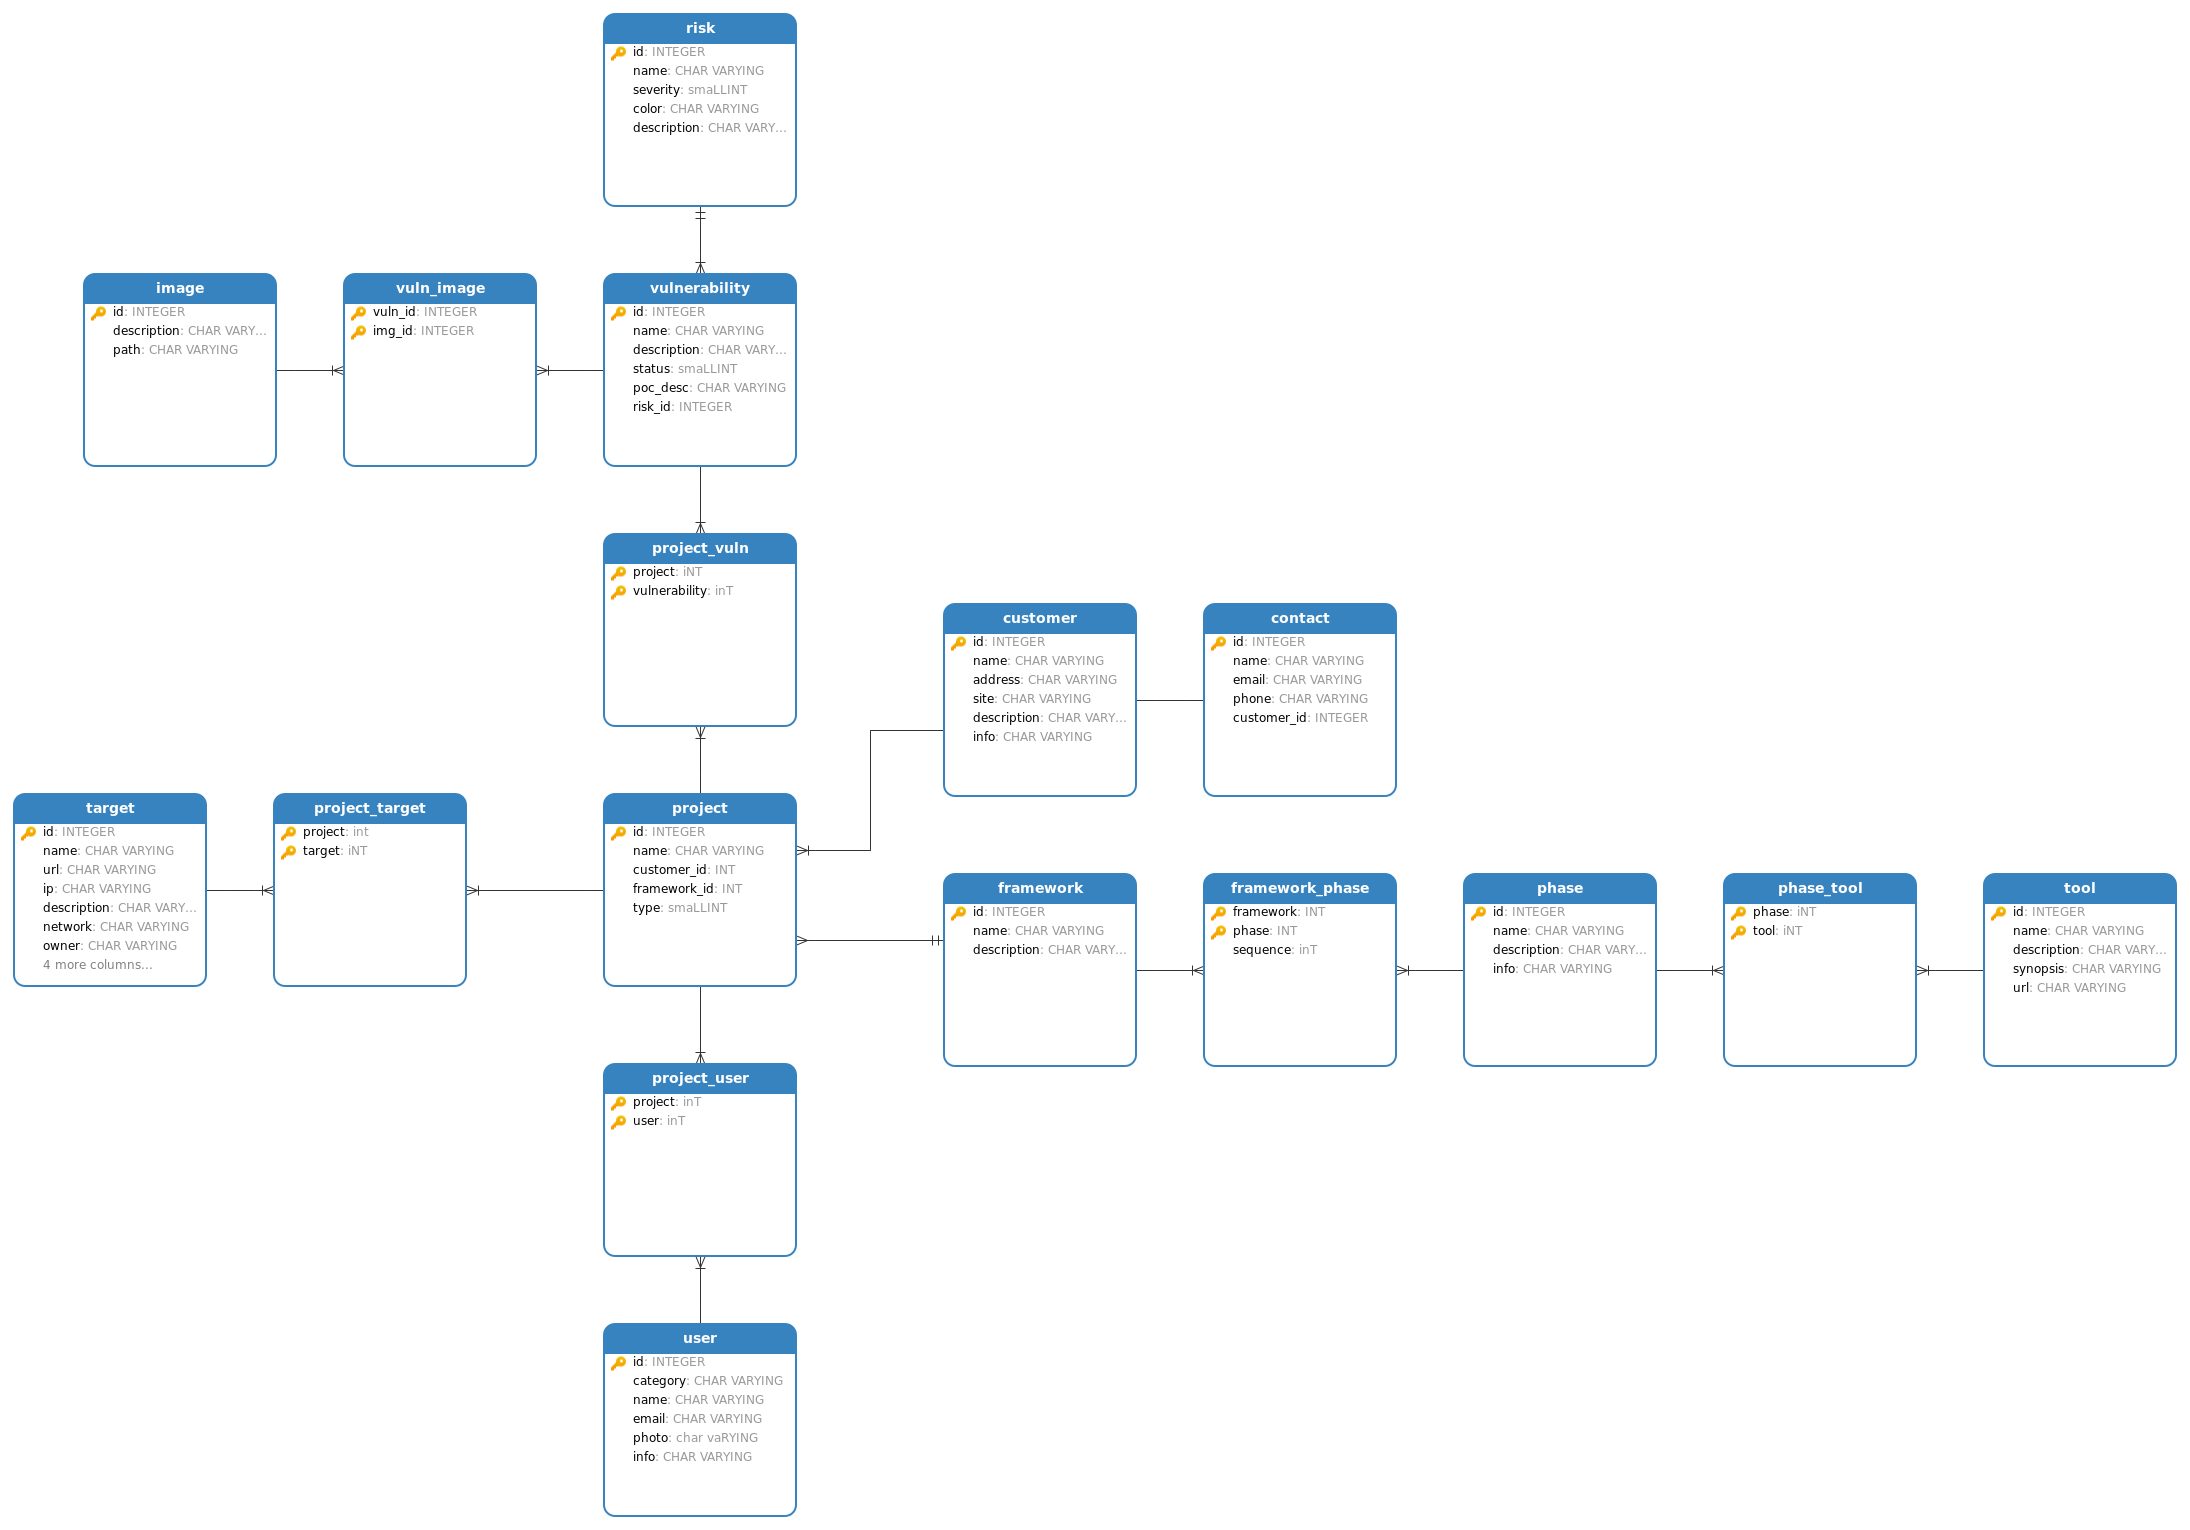 risk
id: INTEGER
name: CHAR VARYING
severity: smaLLINT
color: CHAR VARYING
description: CHAR VARY...
image
id: INTEGER
description: CHAR VARY...
path: CHAR VARYING
vuln_image
vuln_id: INTEGER
img_id: INTEGER
vulnerability
id: INTEGER
name: CHAR VARYING
description: CHAR VARY...
status: smaLLINT
poc_desc: CHAR VARYING
risk_id: INTEGER
project_vuln
project: iNT
vulnerability: inT
customer
id: INTEGER
name: CHAR VARYING
address: CHAR VARYING
site: CHAR VARYING
description: CHAR VARY...
info: CHAR VARYING
contact
id: INTEGER
name: CHAR VARYING
email: CHAR VARYING
phone: CHAR VARYING
customer_id: INTEGER
target
id: INTEGER
name: CHAR VARYING
url: CHAR VARYING
ip: CHAR VARYING
description: CHAR VARY...
network: CHAR VARYING
owner: CHAR VARYING
4 more columns...
project_target
project: int
target: iNT
project
id: INTEGER
name: CHAR VARYING
customer_id: INT
framework_id: INT
type: smaLLINT
framework
id: INTEGER
name: CHAR VARYING
description: CHAR VARY...
framework_phase
framework: INT
phase: INT
sequence: inT
phase
id: INTEGER
name: CHAR VARYING
description: CHAR VARY...
info: CHAR VARYING
phase_tool
phase: iNT
tool: iNT
tool
id: INTEGER
name: CHAR VARYING
description: CHAR VARY...
synopsis: CHAR VARYING
url: CHAR VARYING
project_user
project: inT
user: inT
user
id: INTEGER
category: CHAR VARYING
name: CHAR VARYING
email: CHAR VARYING
photo: char vaRYING
info: CHAR VARYING